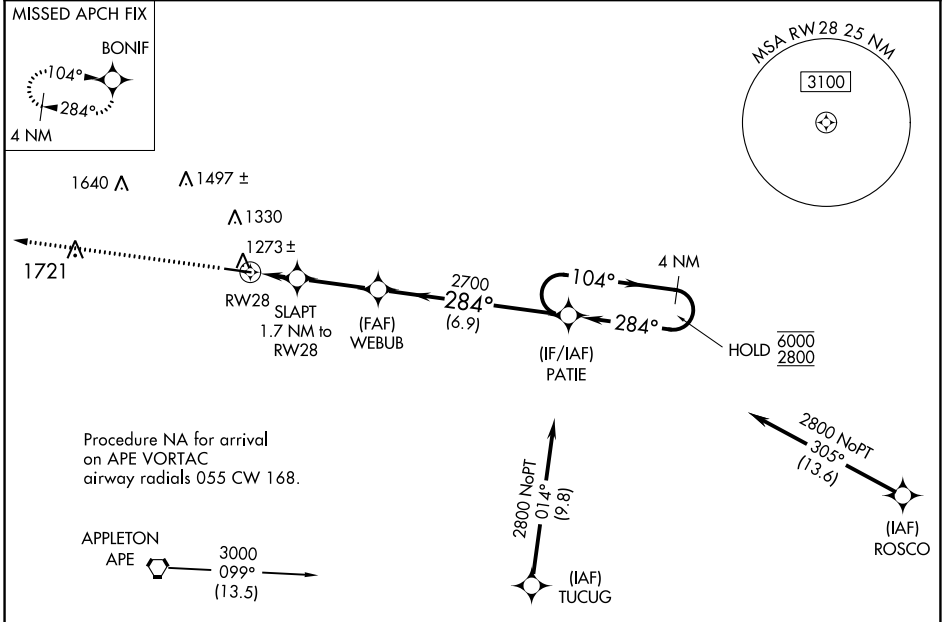 MISSED APCH FIX
BONIF
104°
284°
4 NM
MSA RW 28 25 NM
3100
1640
1497 ±
1330
1273 ±
1721
RW28
SLAPT
1.7 NM to
RW28
(FAF)
WEBUB
2700
284°
(6.9)
104°
4 NM
284°
(IF/IAF)
PATIE
HOLD
6000
2800
Procedure NA for arrival
on APE VORTAC
airway radials 055 CW 168.
APPLETON
APE
3000
099°
(13.5)
2800 NoPT
014°
(9.8)
(IAF)
TUCUG
2800 NoPT
305°
(13.6)
(IAF)
ROSCO